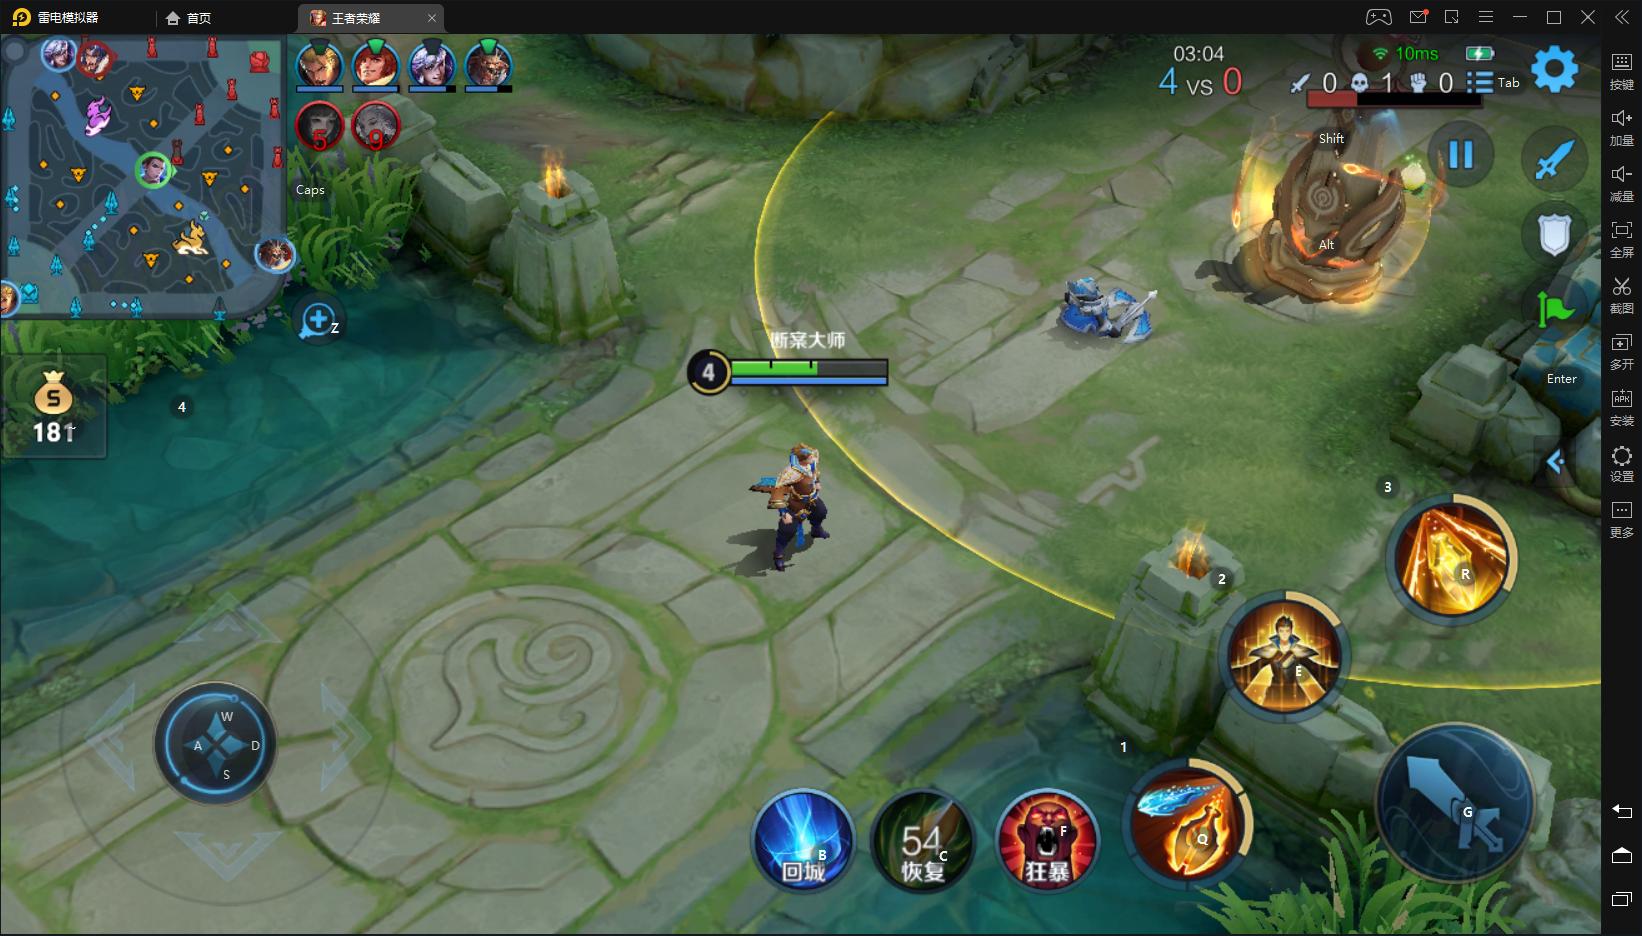 雷电模拟器
首页
王者荣耀
03:04
10ms
4 VS 0
0 1 0
Tab
按键
加量
减量
全屏
截图
多开
安装
设置
更多
5
9
Caps
Shift
Alt
Z
S
4
断案大师
4
Enter
3
R
2
E
W
A
D
S
1
Q
G
B
回城
54
C
恢复
F
狂暴
APK